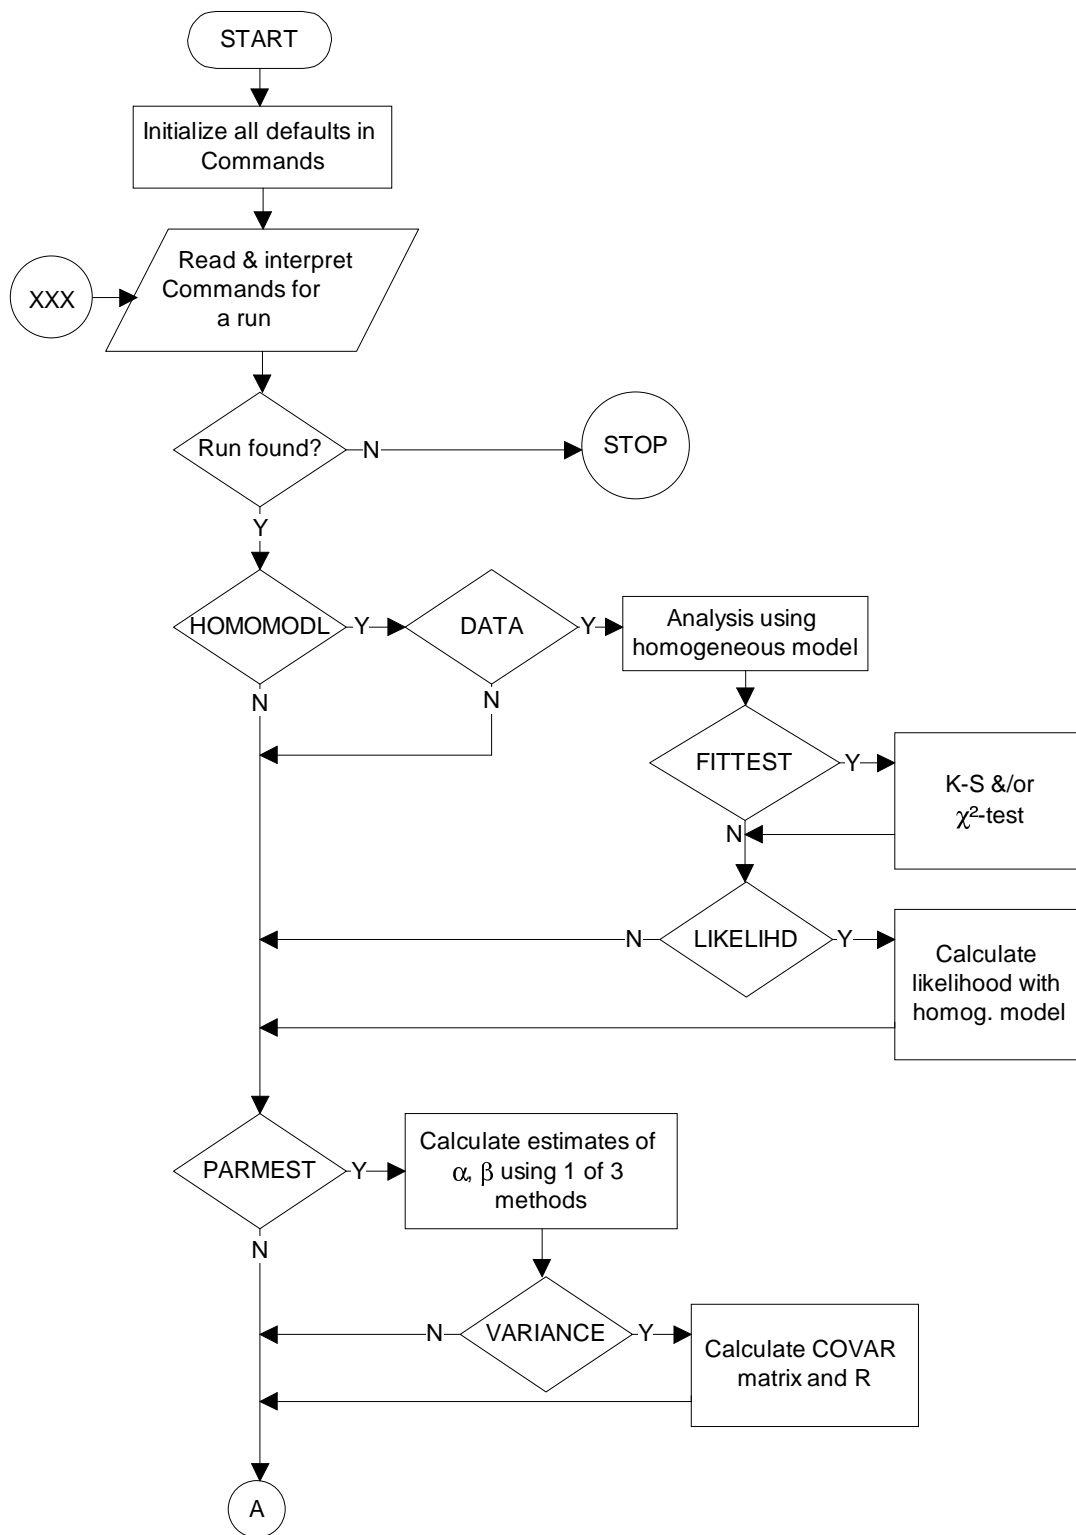 START
Initialize all defaults in
Commands
Read & interpret
Commands for
a run
XXX
Run found?
N
STOP
Y
HOMOMODL
Y
DATA
Y
Analysis using
homogeneous model
N
N
FITTEST
Y
K-S &/or
χ²-test
N
N
LIKELIHD
Y
Calculate
likelihood with
homog. model
PARMEST
Y
Calculate estimates of
α, β using 1 of 3
methods
N
N
VARIANCE
Y
Calculate COVAR
matrix and R
A